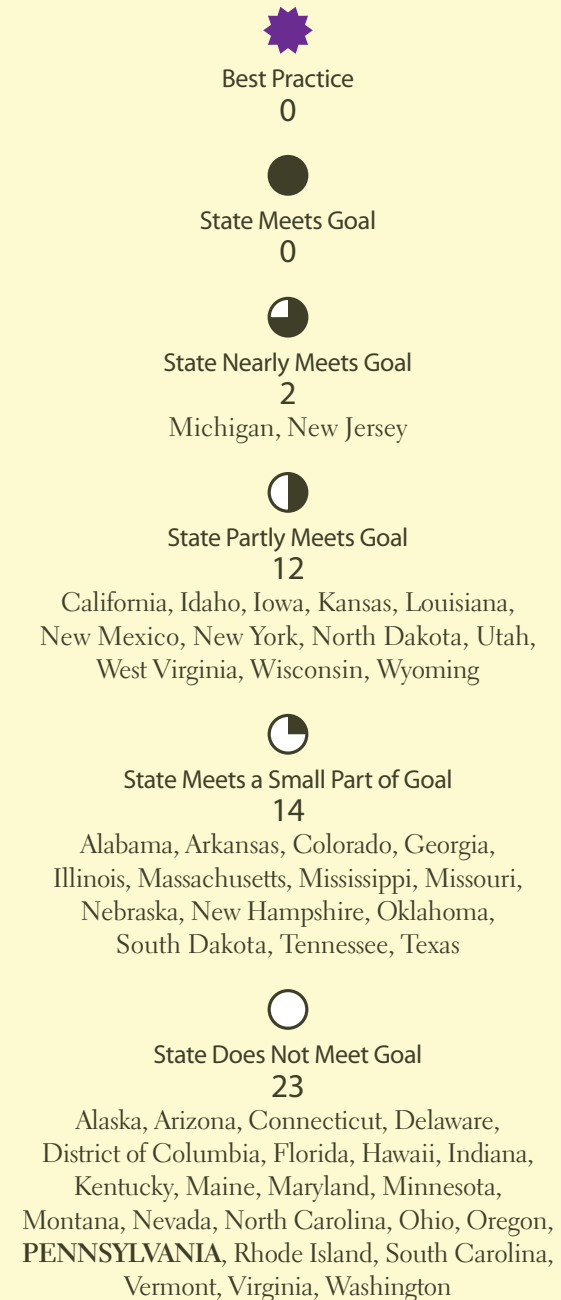 Best Practice
0
State Meets Goal
0
State Nearly Meets Goal
2
Michigan, New Jersey
State Partly Meets Goal
12
California, Idaho, Iowa, Kansas, Louisiana,
New Mexico, New York, North Dakota, Utah,
West Virginia, Wisconsin, Wyoming
State Meets a Small Part of Goal
14
Alabama, Arkansas, Colorado, Georgia,
Illinois, Massachusetts, Mississippi, Missouri,
Nebraska, New Hampshire, Oklahoma,
South Dakota, Tennessee, Texas
State Does Not Meet Goal
23
Alaska, Arizona, Connecticut, Delaware,
District of Columbia, Florida, Hawaii, Indiana,
Kentucky, Maine, Maryland, Minnesota,
Montana, Nevada, North Carolina, Ohio, Oregon,
PENNSYLVANIA, Rhode Island, South Carolina,
Vermont, Virginia, Washington